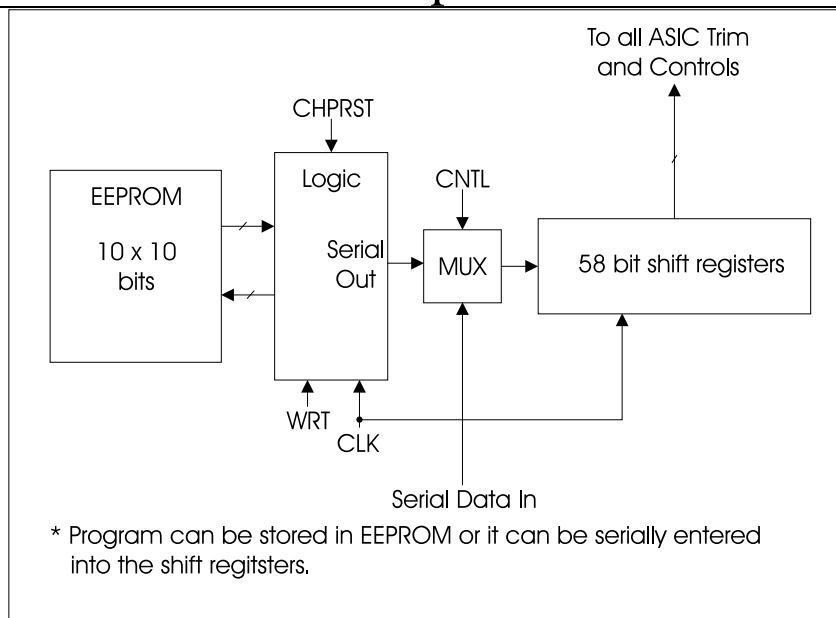 To all ASIC Trim
and Controls
CHPRST
EEPROM
10 x 10
bits
Logic
Serial
Out
CNTL
MUX
58 bit shift registers
WRT
CLK
Serial Data In
* Program can be stored in EEPROM or it can be serially entered
into the shift regitsters.